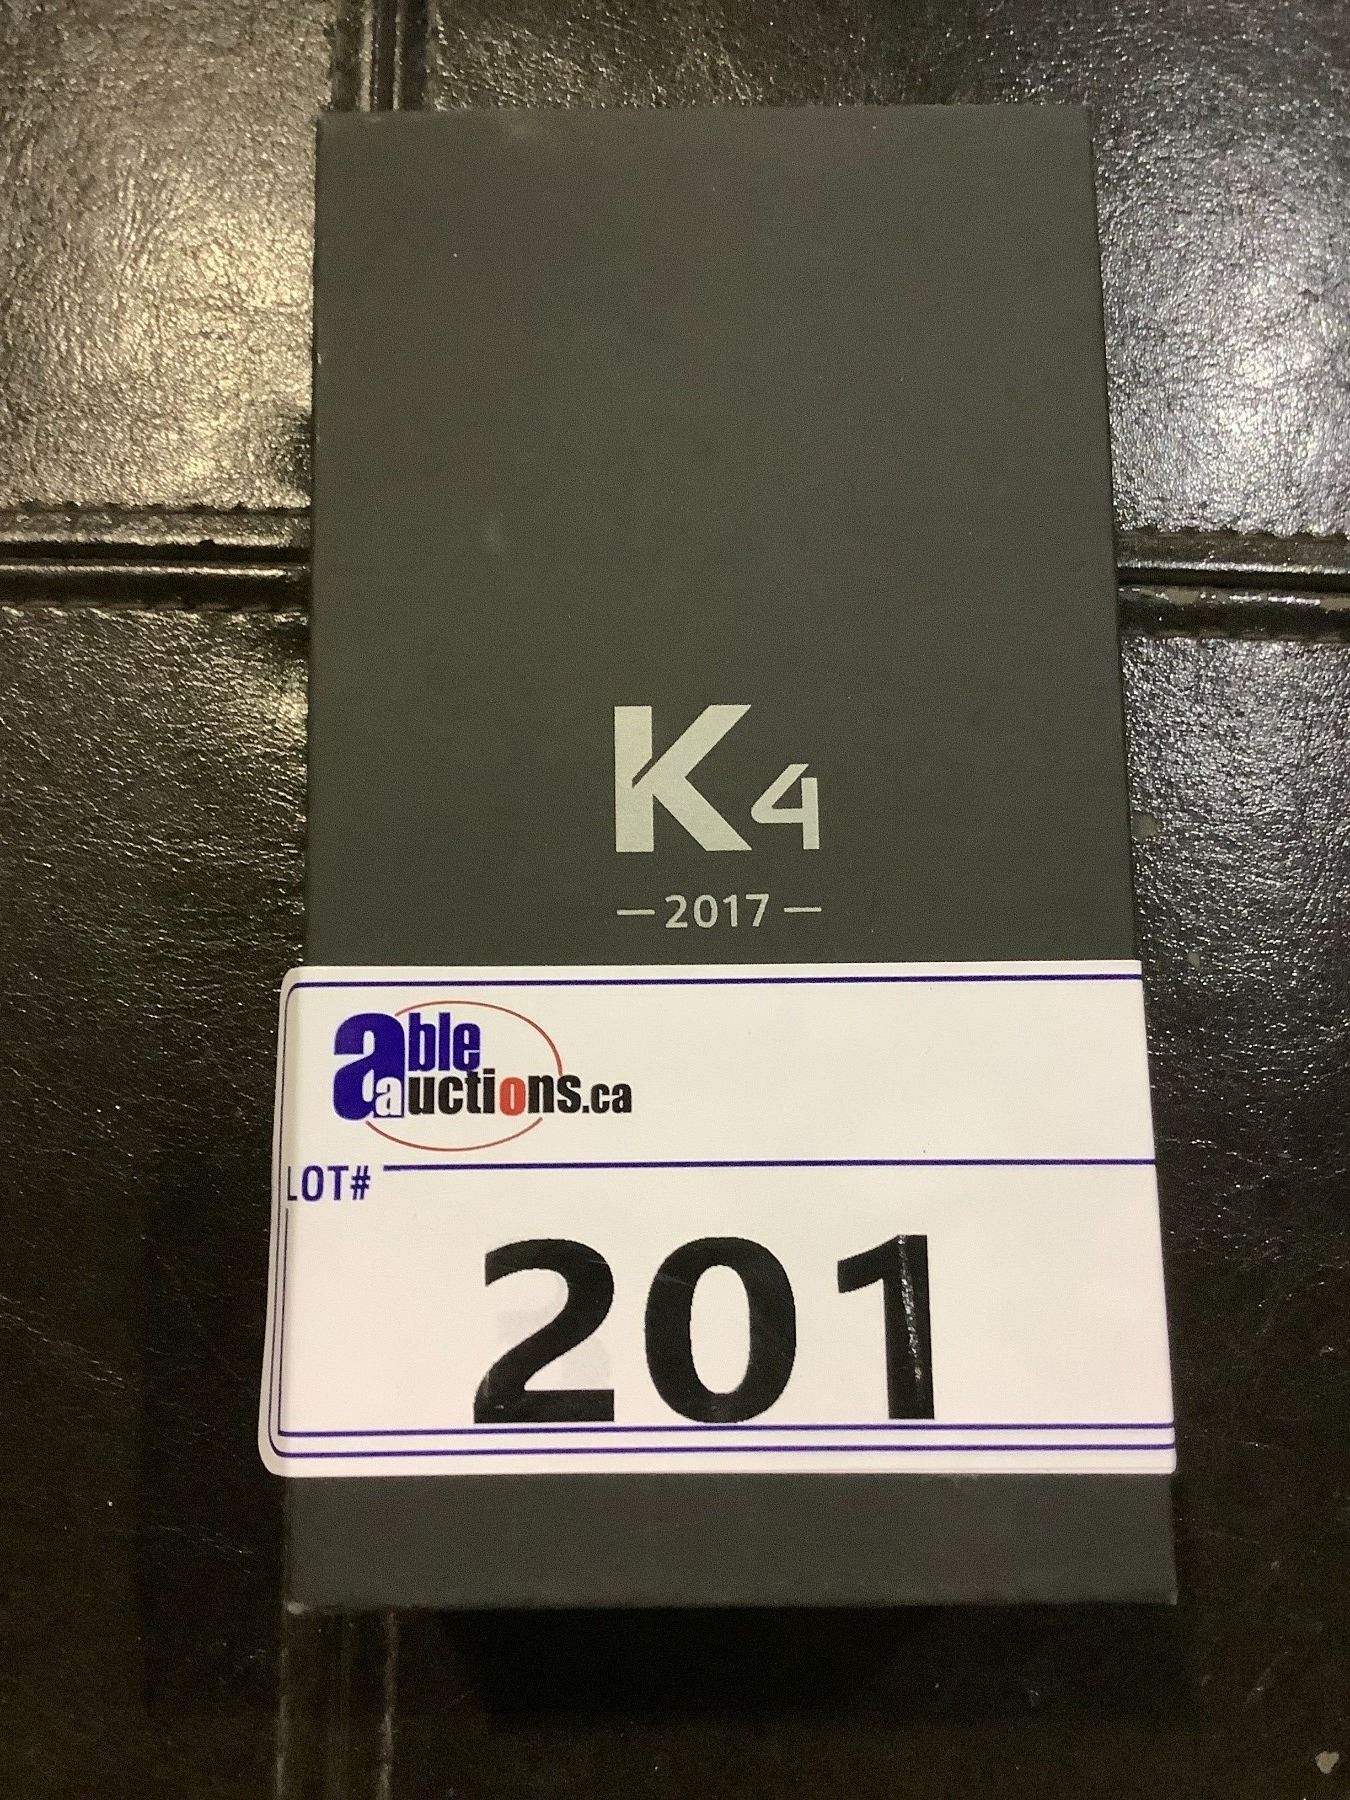 K4
— 2017 —
able
auctions.ca
LOT#
201